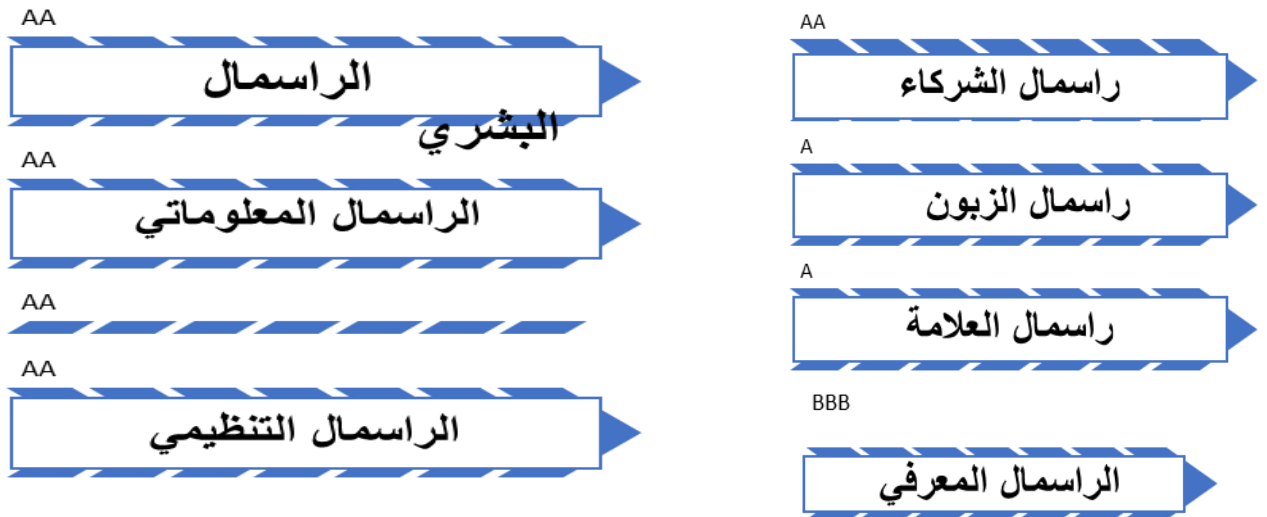 AA
الراسمال
البشري
AA
الراسمال المعلوماتي
AA
AA
الراسمال التنظيمي
AA
راسمال الشركاء
A
راسمال الزبون
A
راسمال العلامة
BBB
الراسمال المعرفي